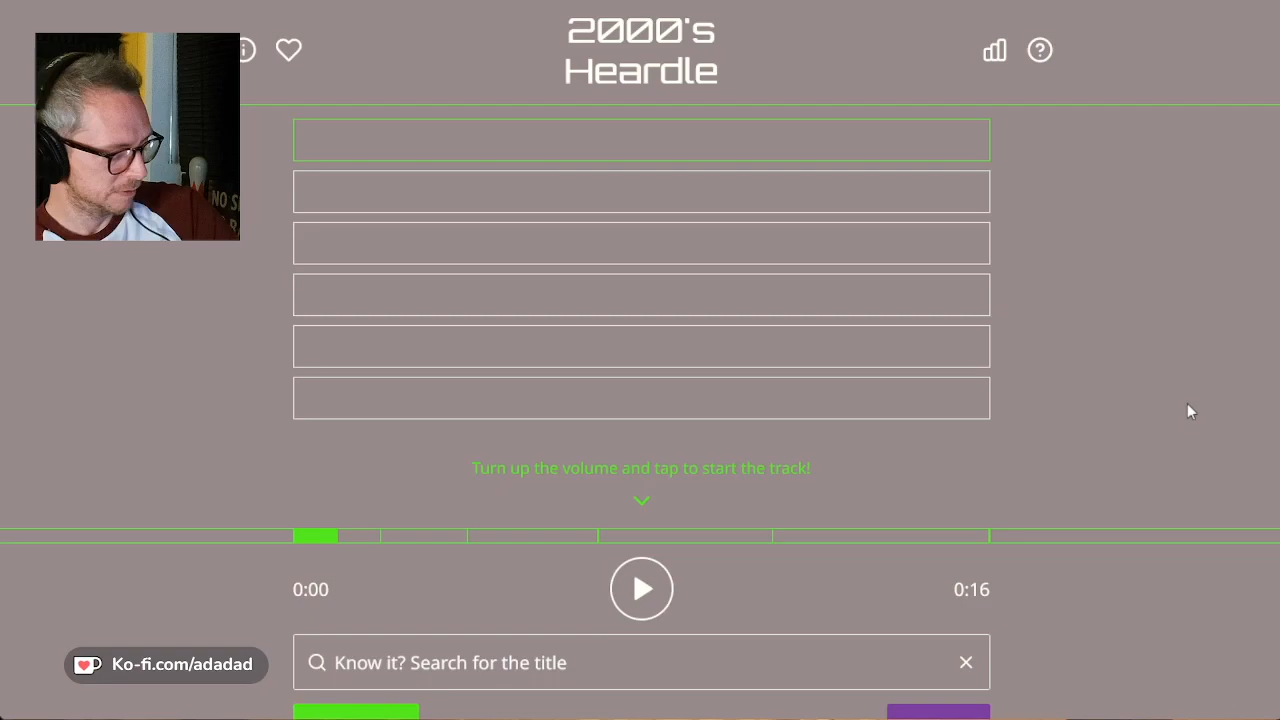 2000's
Heardle
NO S
Turn up the volume and tap to start the track!
0:00
0:16
Know it? Search for the title
Ko-fi.com/adadad